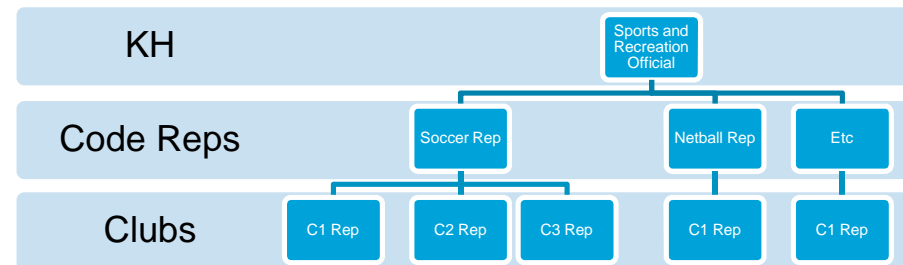 KH
Sports and
Recreation
Official
Code Reps
Soccer Rep
Netball Rep
Etc
Clubs
C1 Rep
C2 Rep
C3 Rep
C1 Rep
C1 Rep